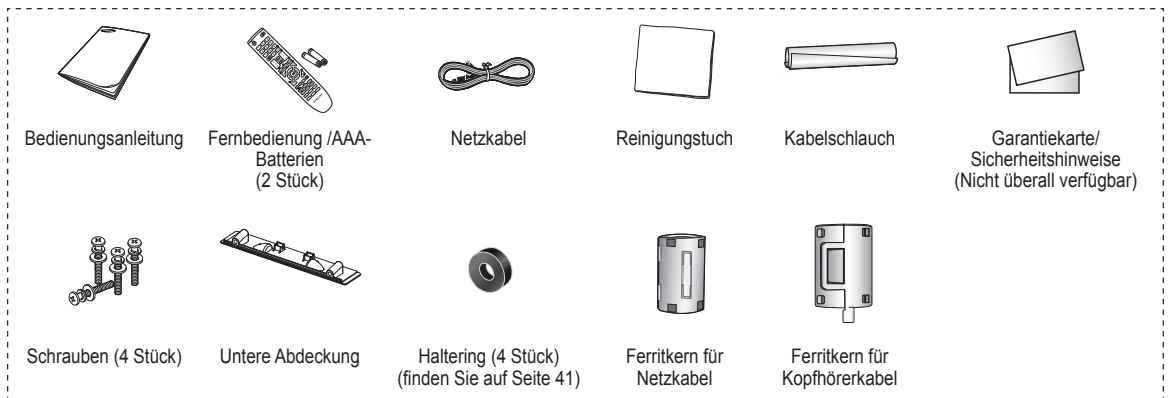 Bedienungsanleitung
Fernbedienung /AAA-
Batterien
(2 Stück)
Netzkabel
Reinigungstuch
Kabelschlauch
Garantiekarte/
Sicherheitshinweise
(Nicht überall verfügbar)
Schrauben (4 Stück)
Untere Abdeckung
Haltering (4 Stück)
(finden Sie auf Seite 41)
Ferritkern für
Netzkabel
Ferritkern für
Kopfhörerkabel